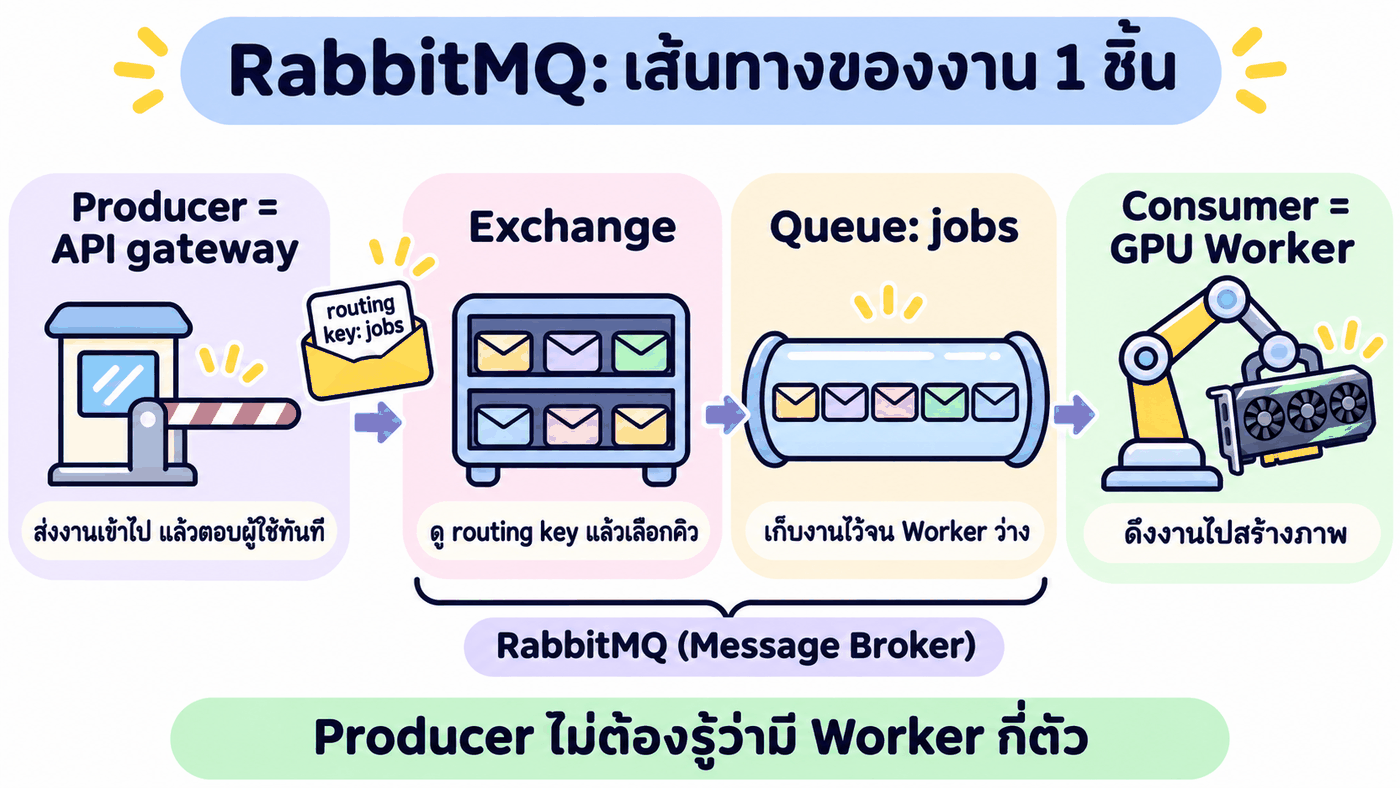 RabbitMQ: เส้นทางของงาน 1 ชิ้น
Producer =
API gateway
routing
key: jobs
Exchange
Queue: jobs
Consumer =
GPU Worker
ส่งงานเข้าไป แล้วตอบผู้ใช้ทันที
ดู routing key แล้วเลือกคิว
เก็บงานไว้จน Worker ว่าง
ดึงงานไปสร้างภาพ
RabbitMQ (Message Broker)
Producer ไม่ต้องรู้ว่ามี Worker กี่ตัว